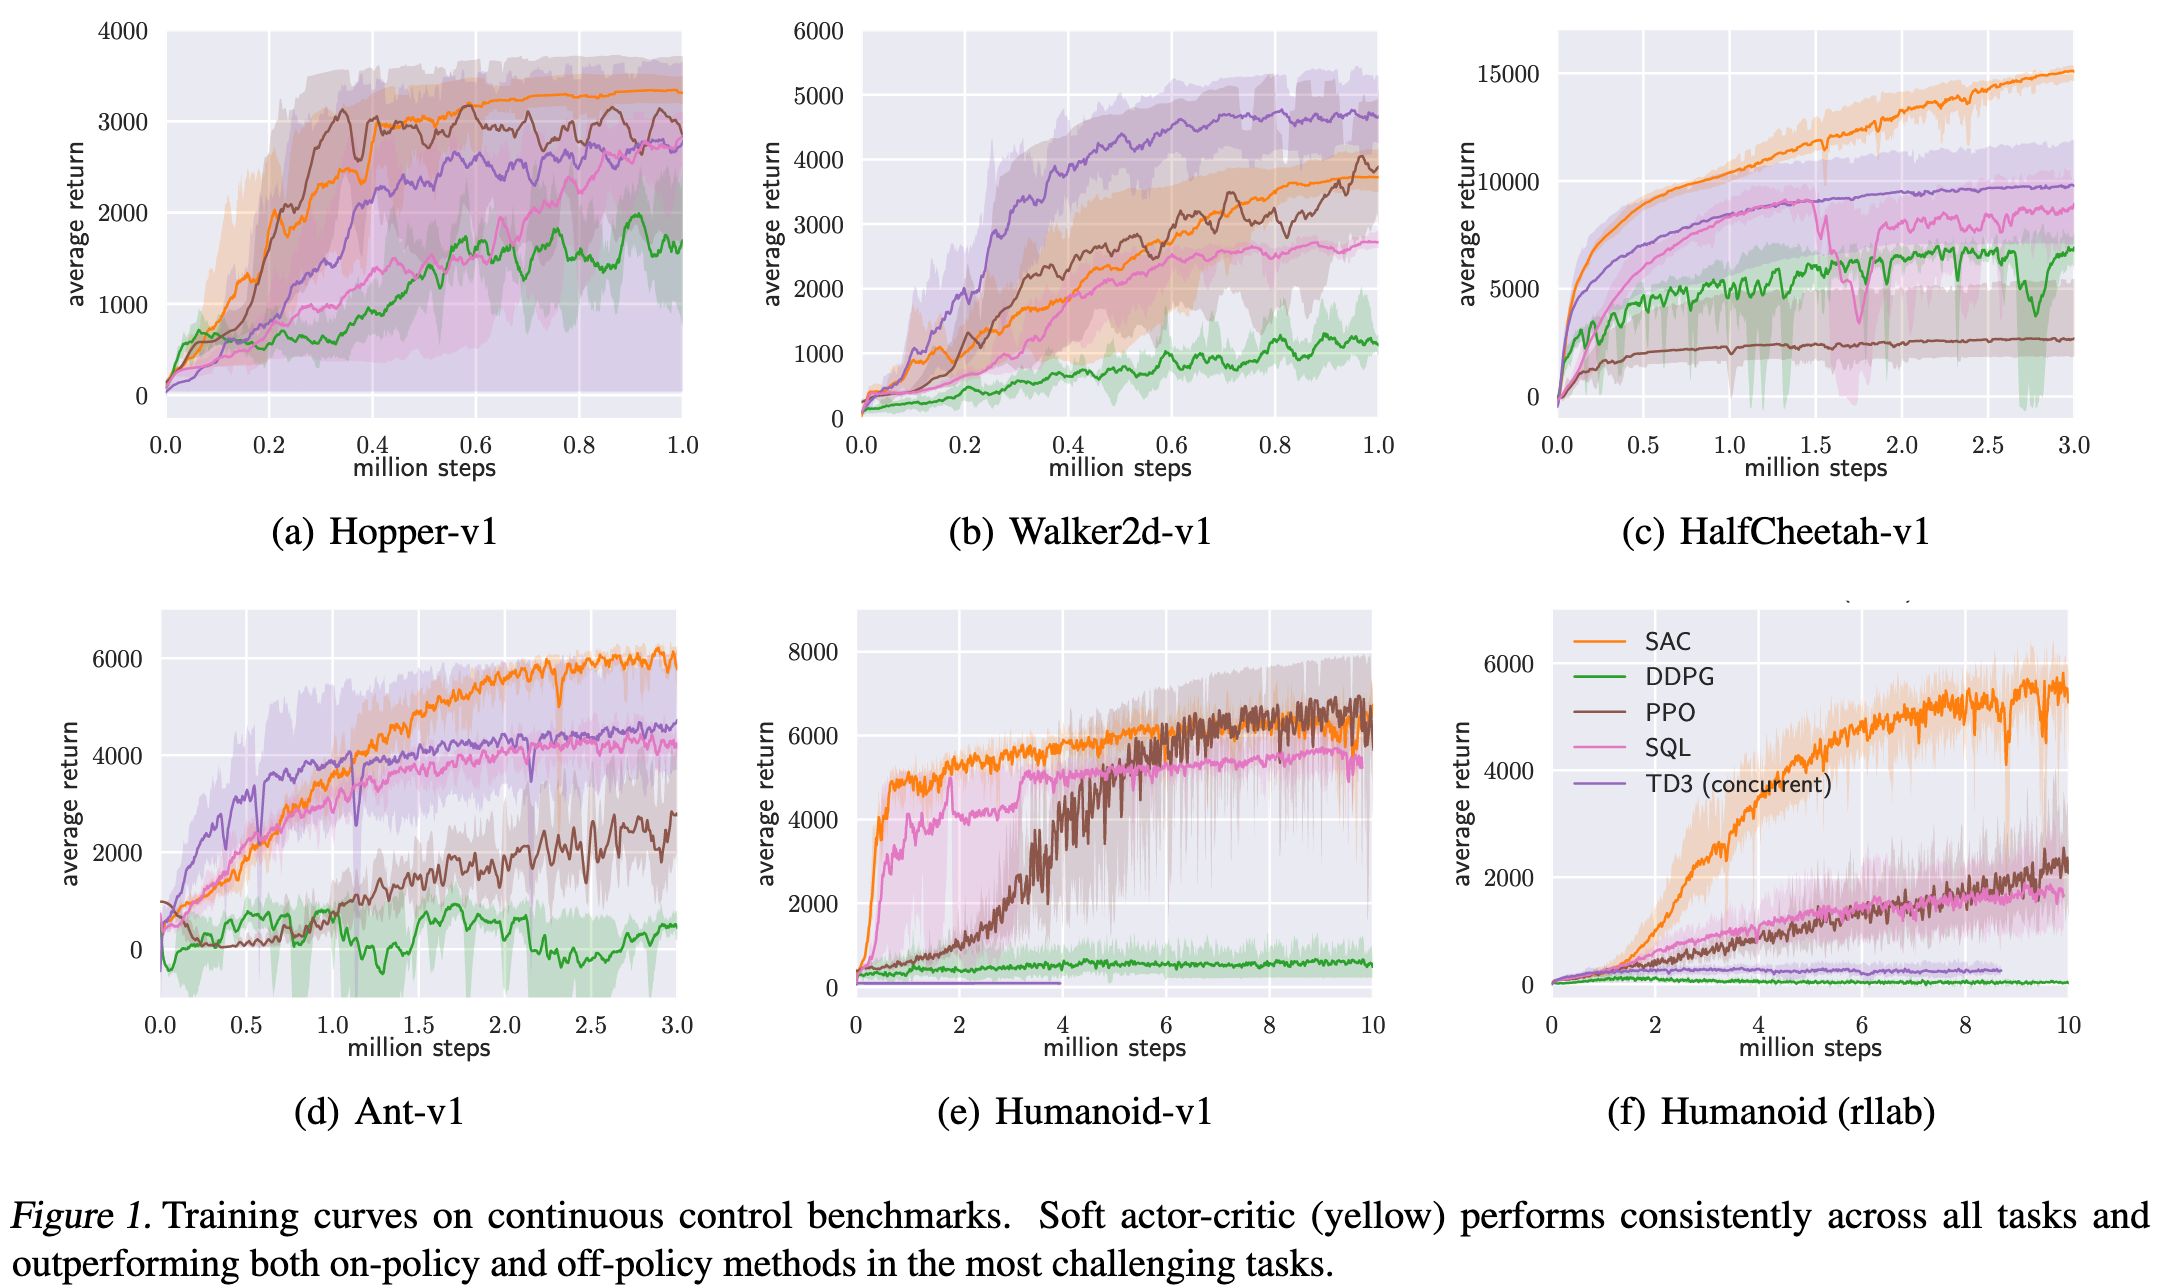 4000
3000
2000
1000
0
average return
0.0 0.2 0.4 0.6 0.8 1.0
million steps
(a) Hopper-v1
6000
5000
4000
3000
2000
1000
0
average return
0.0 0.2 0.4 0.6 0.8 1.0
million steps
(b) Walker2d-v1
15000
10000
5000
0
average return
0.0 0.5 1.0 1.5 2.0 2.5 3.0
million steps
(c) HalfCheetah-v1
6000
4000
2000
0
average return
0.0 0.5 1.0 1.5 2.0 2.5 3.0
million steps
(d) Ant-v1
8000
6000
4000
2000
0
average return
0 2 4 6 8 10
million steps
(e) Humanoid-v1
6000
4000
2000
0
average return
SAC
DDPG
PPO
SQL
TD3 (concurrent)
0 2 4 6 8 10
million steps
(f) Humanoid (rllab)
Figure 1. Training curves on continuous control benchmarks. Soft actor-critic (yellow) performs consistently across all tasks and
outperforming both on-policy and off-policy methods in the most challenging tasks.